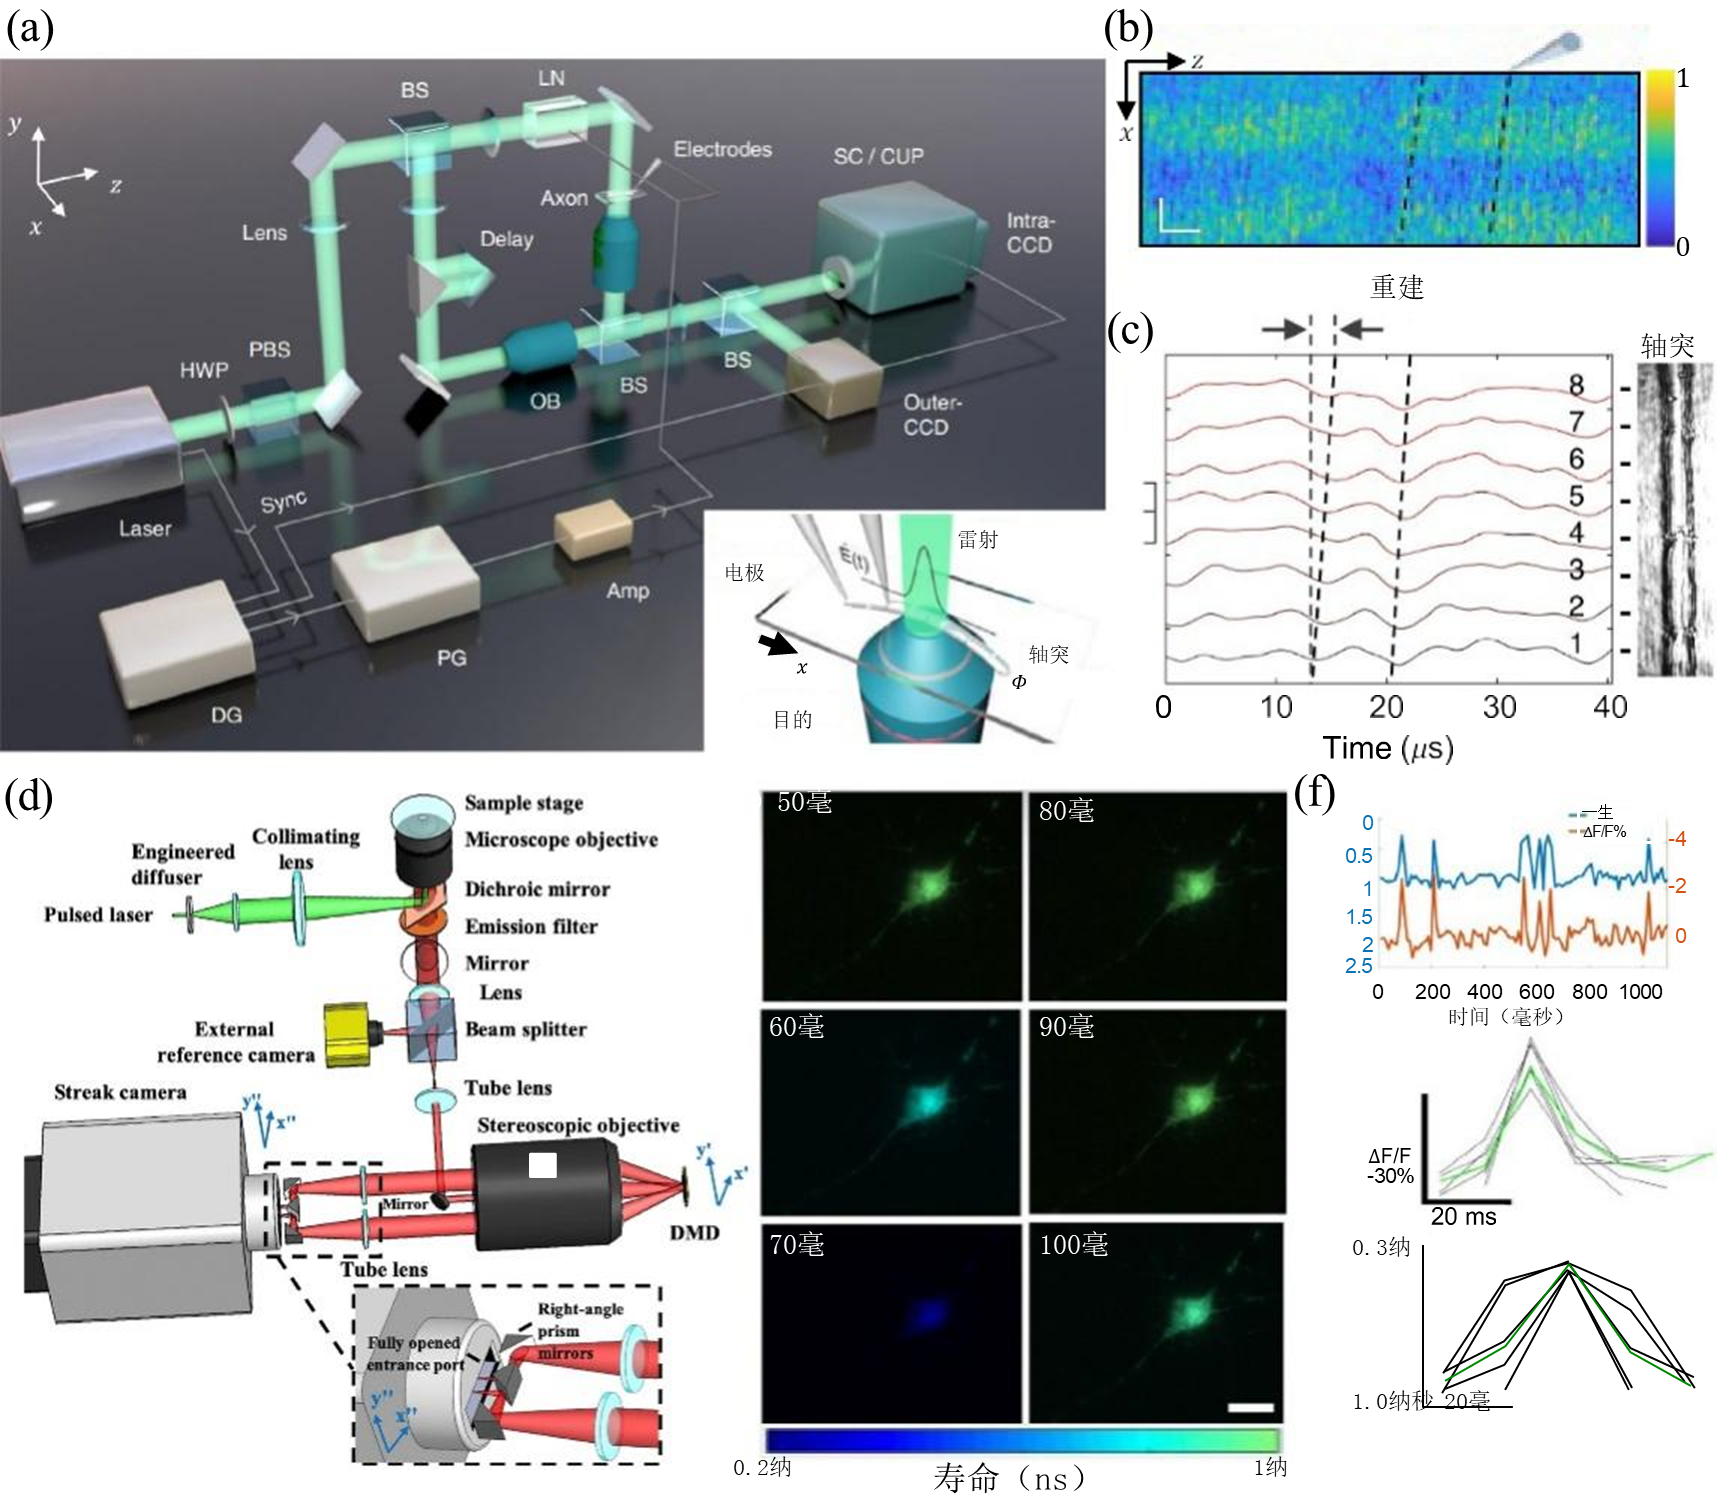 (a)
y
z
x
BS
LN
Electrodes
Axon
SC / CUP
Intra-
CCD
Lens
Delay
HWP
PBS
OB
BS
BS
Outer-
CCD
Laser
Sync
Amp
PG
DG
电极
E(t)
雷射
轴突
Φ
x
目的
(b)
z
x
1
0
重建
(c)
轴突
8
7
6
5
4
3
2
1
0 10 20 30 40
Time (μs)
(d)
Sample stage
Microscope objective
Collimating
lens
Engineered
diffuser
Pulsed laser
Dichroic mirror
Emission filter
Mirror
Lens
Beam splitter
External
reference camera
Tube lens
Streak camera
y''
x''
Stereoscopic objective
y'
x'
Mirror
DMD
Tube lens
Right-angle
prism
mirrors
Fully opened
entrance port
y''
x''
50毫
80毫
60毫
90毫
70毫
100毫
0.2纳
寿命（ns）
1纳
(f)
一生
ΔF/F%
0
0.5
1
1.5
2
2.5
-4
-2
0
0 200 400 600 800 1000
时间（毫秒）
ΔF/F
-30%
20 ms
0.3纳
1.0纳秒 20毫